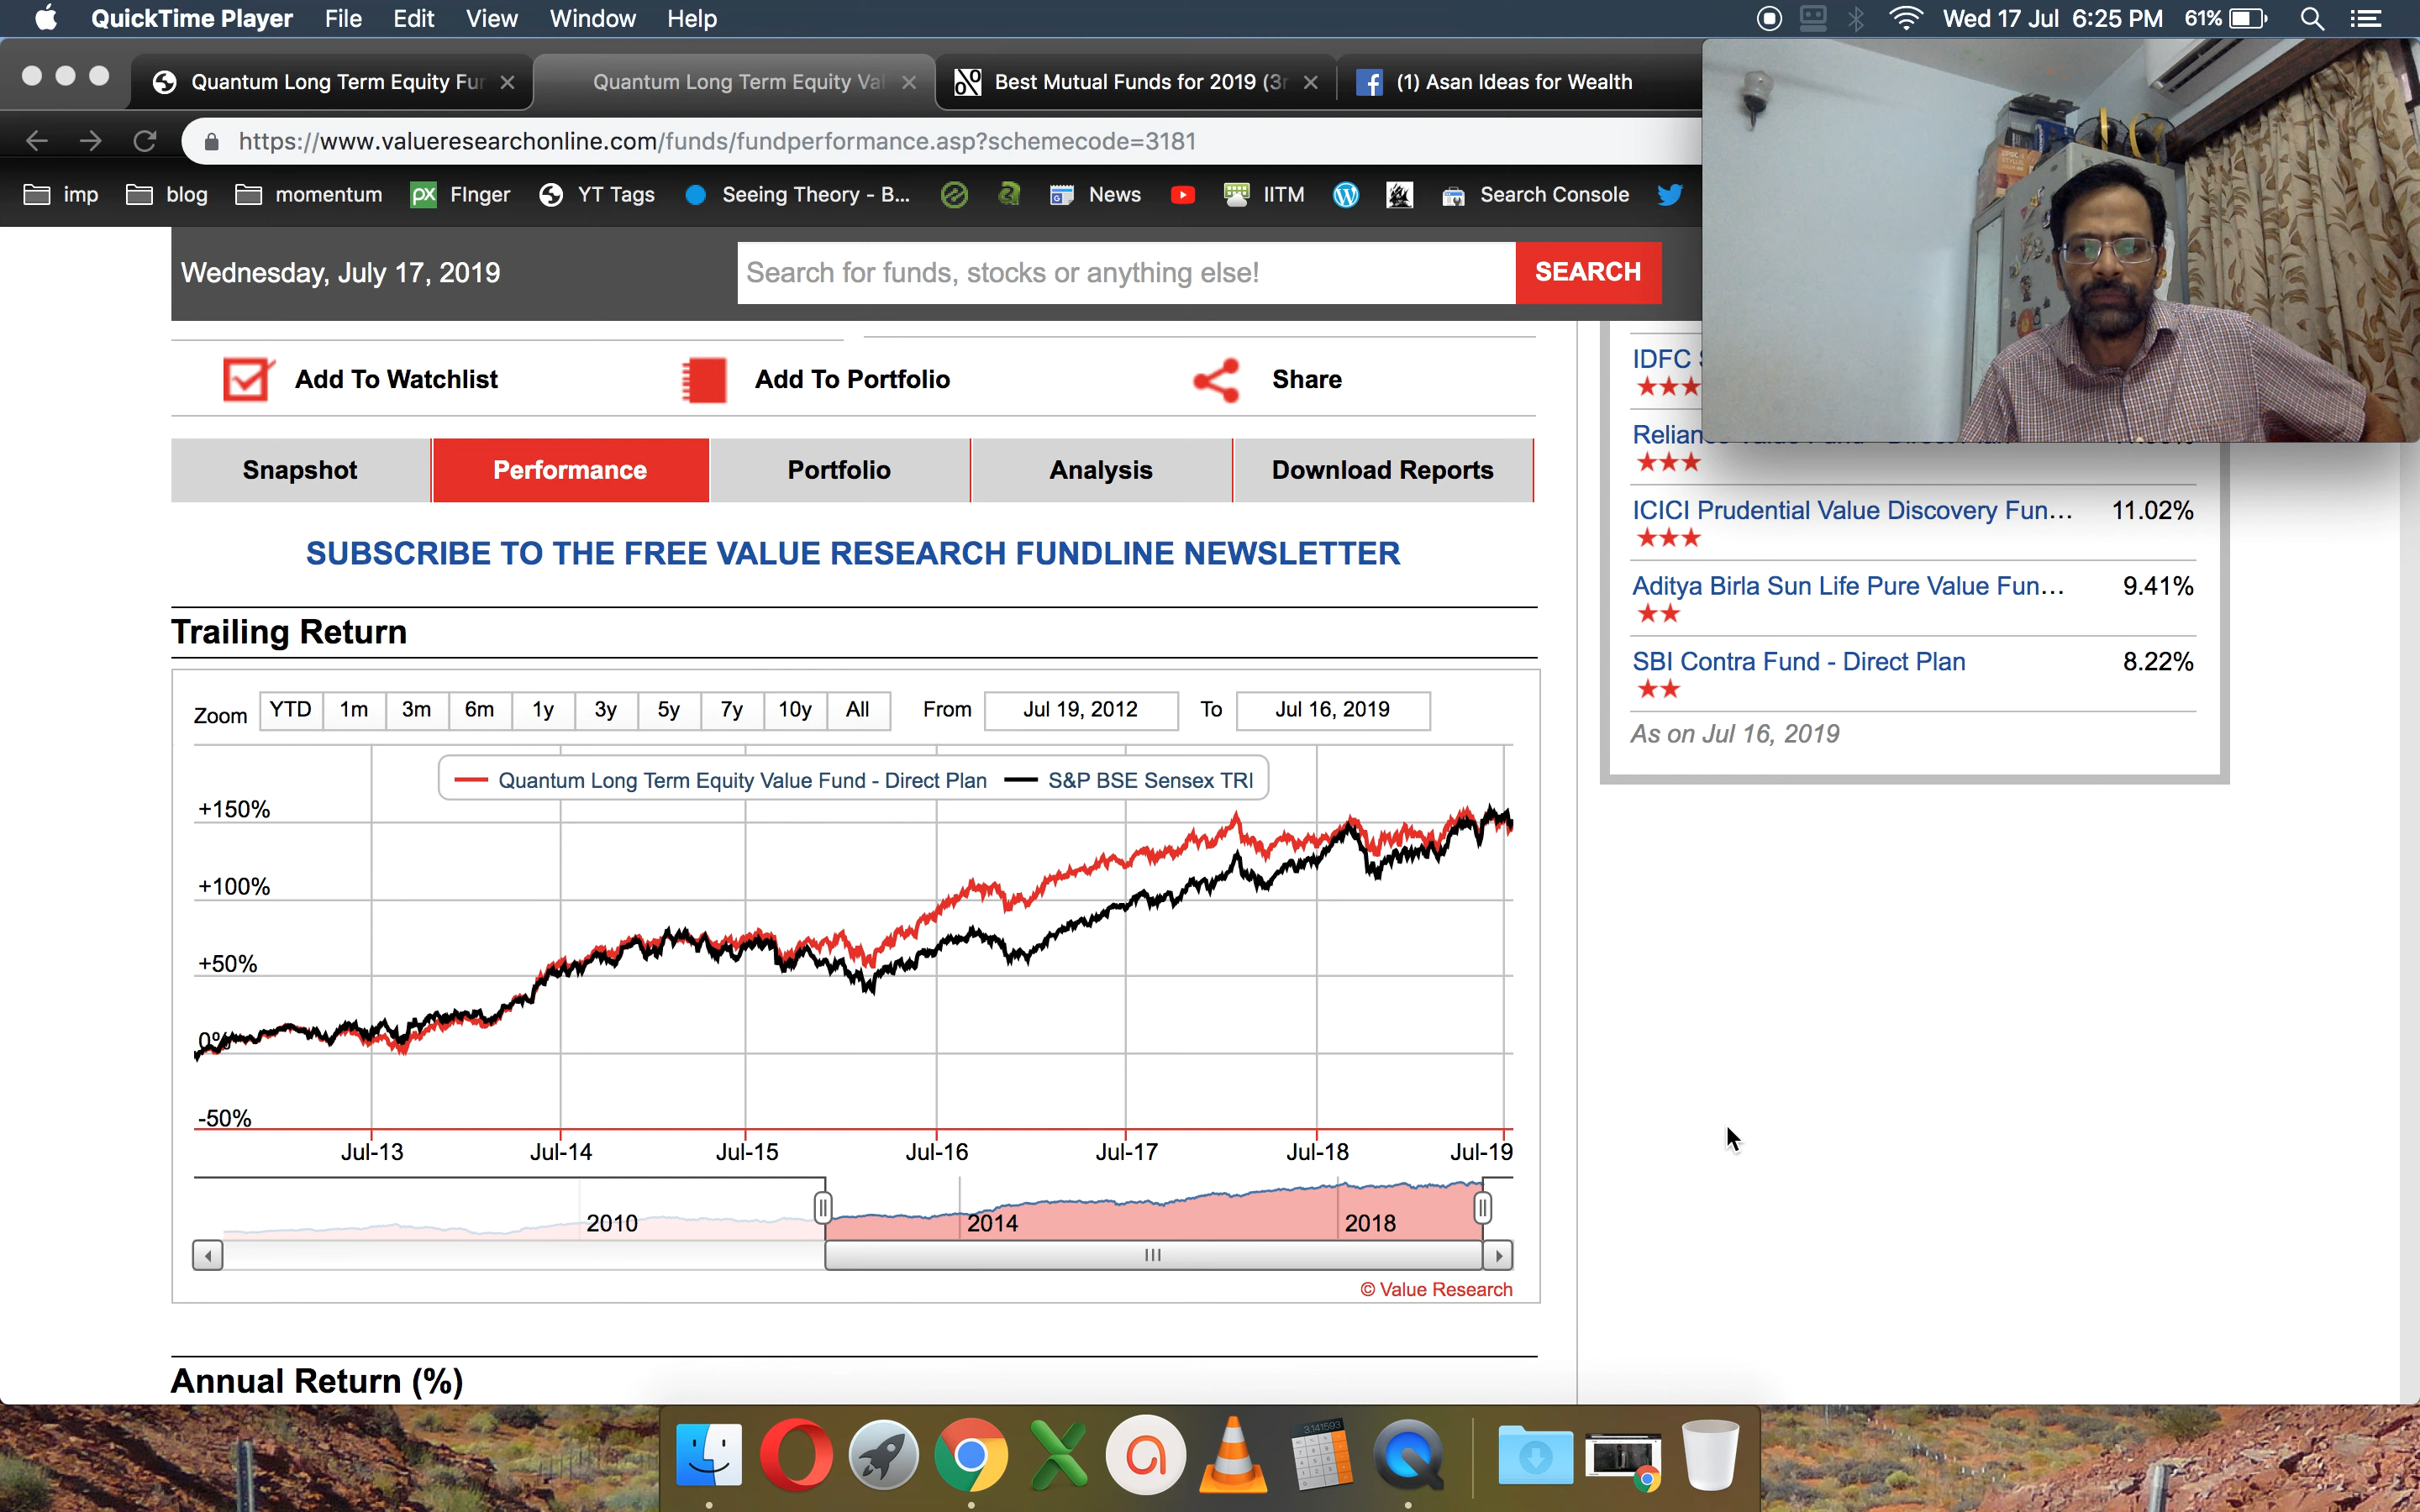 QuickTime Player File Edit View Window Help Wed 17 Jul 6:25 PM 61%
Quantum Long Term Equity Fur Quantum Long Term Equity Val Best Mutual Funds for 2019 (3r (1) Asan Ideas for Wealth
https://www.valueresearchonline.com/funds/fundperformance.asp?schemecode=3181
imp blog momentum px FInger YT Tags Seeing Theory - B... News IITM Search Console
Wednesday, July 17, 2019 Search for funds, stocks or anything else! SEARCH
Add To Watchlist Add To Portfolio Share
Snapshot Performance Portfolio Analysis Download Reports
SUBSCRIBE TO THE FREE VALUE RESEARCH FUNDLINE NEWSLETTER
Trailing Return
Zoom YTD 1m 3m 6m 1y 3y 5y 7y 10y All From Jul 19, 2012 To Jul 16, 2019
Quantum Long Term Equity Value Fund - Direct Plan S&P BSE Sensex TRI
+150%
+100%
+50%
0%
-50%
Jul-13 Jul-14 Jul-15 Jul-16 Jul-17 Jul-18 Jul-19
2010 2014 2018
© Value Research
Annual Return (%)
IDFC
ICICI Prudential Value Discovery Fun... 11.02%
Aditya Birla Sun Life Pure Value Fun... 9.41%
SBI Contra Fund - Direct Plan 8.22%
As on Jul 16, 2019
3.141593